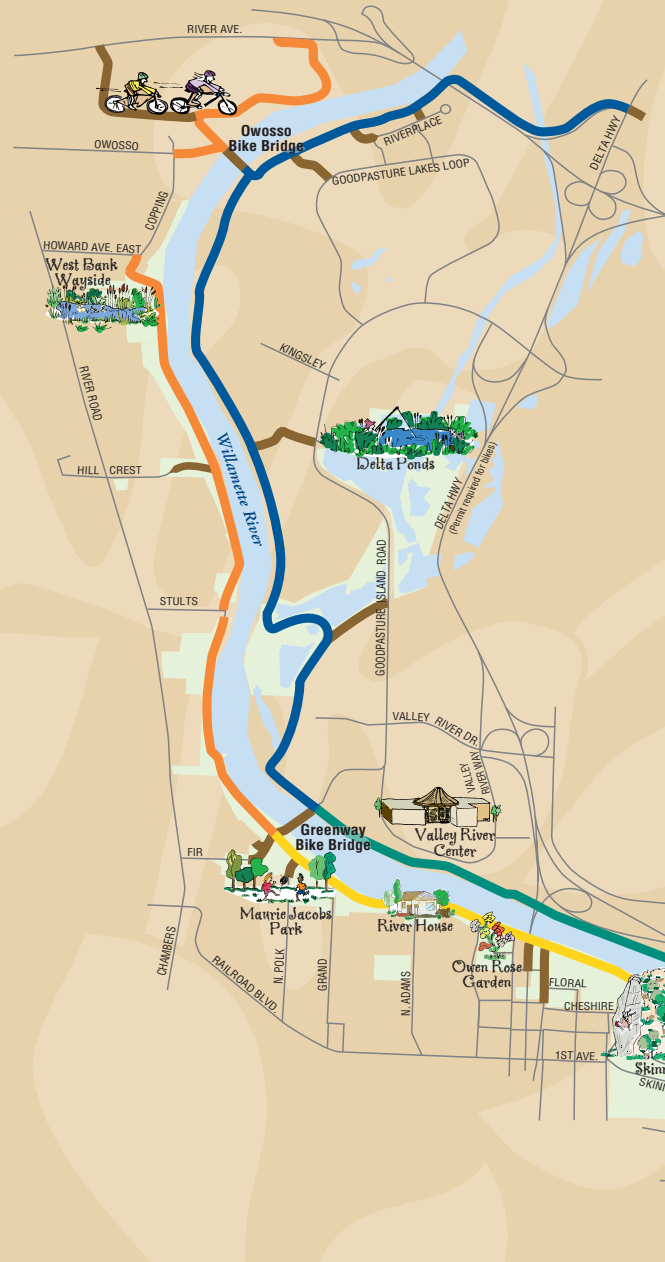 RIVER AVE.
Owosso
Bike Bridge
RIVERPLACE
DELTA HWY
OWOSSO
GOODPASTURE LAKES LOOP
COPPING
HOWARD AVE. EAST
West Bank
Wayside
KINGSLEY
RIVER ROAD
Willamette River
Delta Ponds
HILL CREST
DELTA HWY
(Permit required for bikes)
GOODPASTURE ISLAND ROAD
STULTS
VALLEY RIVER DR.
VALLEY
RIVER WAY
Valley River
Center
Greenway
Bike Bridge
FIR
Maurie Jacobs
Park
River House
CHAMBERS
RAILROAD BLVD.
N. POLK
GRAND
N. ADAMS
Owen Rose
Garden
FLORAL
CHESHIRE
1ST AVE.
Skinn
SKINN